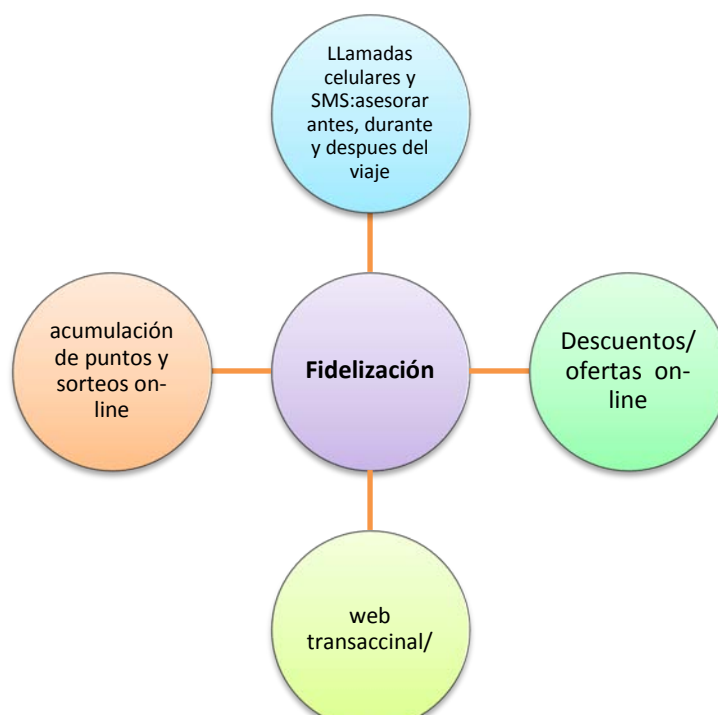 LLamadas
celulares y
SMS:asesorar
antes, durante
y despues del
viaje
acumulación
de puntos y
sorteos on-
line
Fidelización
Descuentos/
ofertas on-
line
web
transaccinal/